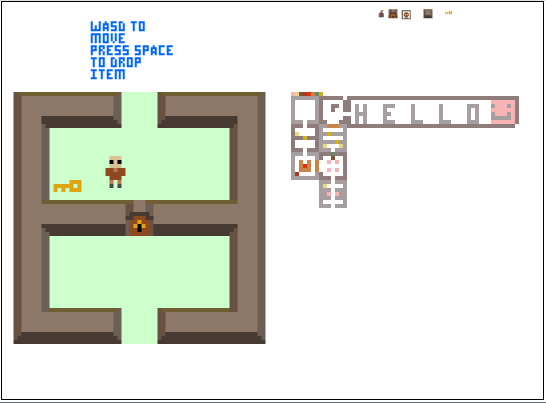 WASD TO
MOVE
PRESS SPACE
TO DROP
ITEM
HELLO